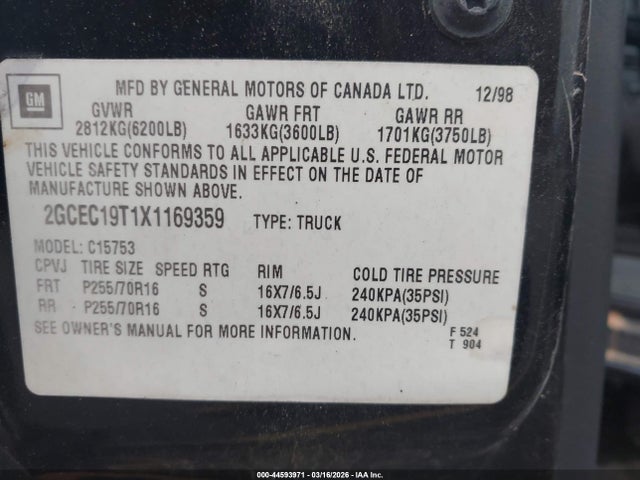 GM
MFD BY GENERAL MOTORS OF CANADA LTD. 12/98
GVWR GAWR FRT GAWR RR
2812KG(6200LB) 1633KG(3600LB) 1701KG(3750LB)
THIS VEHICLE CONFORMS TO ALL APPLICABLE U.S. FEDERAL MOTOR
VEHICLE SAFETY STANDARDS IN EFFECT ON THE DATE OF
MANUFACTURE SHOWN ABOVE.
2GCEC19T1X1169359 TYPE: TRUCK
MODEL: C15753
CPVJ TIRE SIZE SPEED RTG RIM COLD TIRE PRESSURE
FRT P255/70R16 S 16X7/6.5J 240KPA(35PSI)
RR P255/70R16 S 16X7/6.5J 240KPA(35PSI)
SEE OWNER'S MANUAL FOR MORE INFORMATION. F 524
T 904
000-44593971 - 03/16/2026 - IAA Inc.